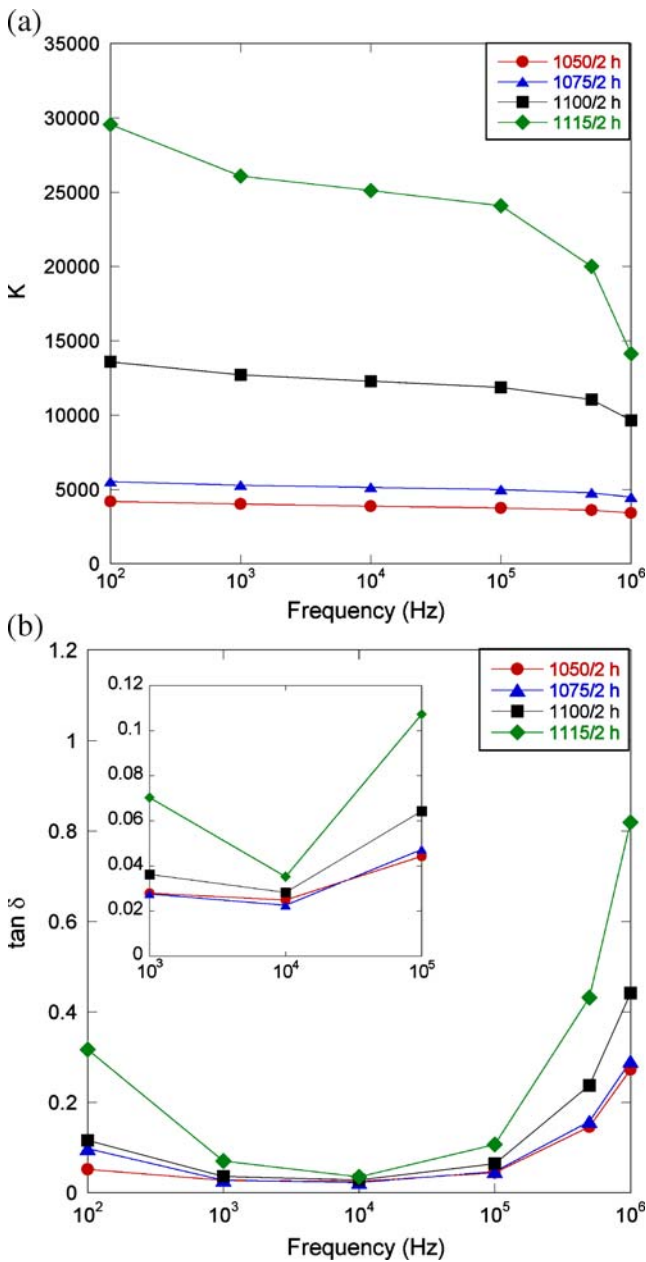 (a)
35000
30000
25000
20000
15000
10000
5000
0
K
1050/2 h
1075/2 h
1100/2 h
1115/2 h
10²
10³
10⁴
10⁵
10⁶
Frequency (Hz)
(b)
1.2
1
0.8
0.6
0.4
0.2
0
tan δ
1050/2 h
1075/2 h
1100/2 h
1115/2 h
0.12
0.1
0.08
0.06
0.04
0.02
0
10³
10⁴
10⁵
10²
10³
10⁴
10⁵
10⁶
Frequency (Hz)